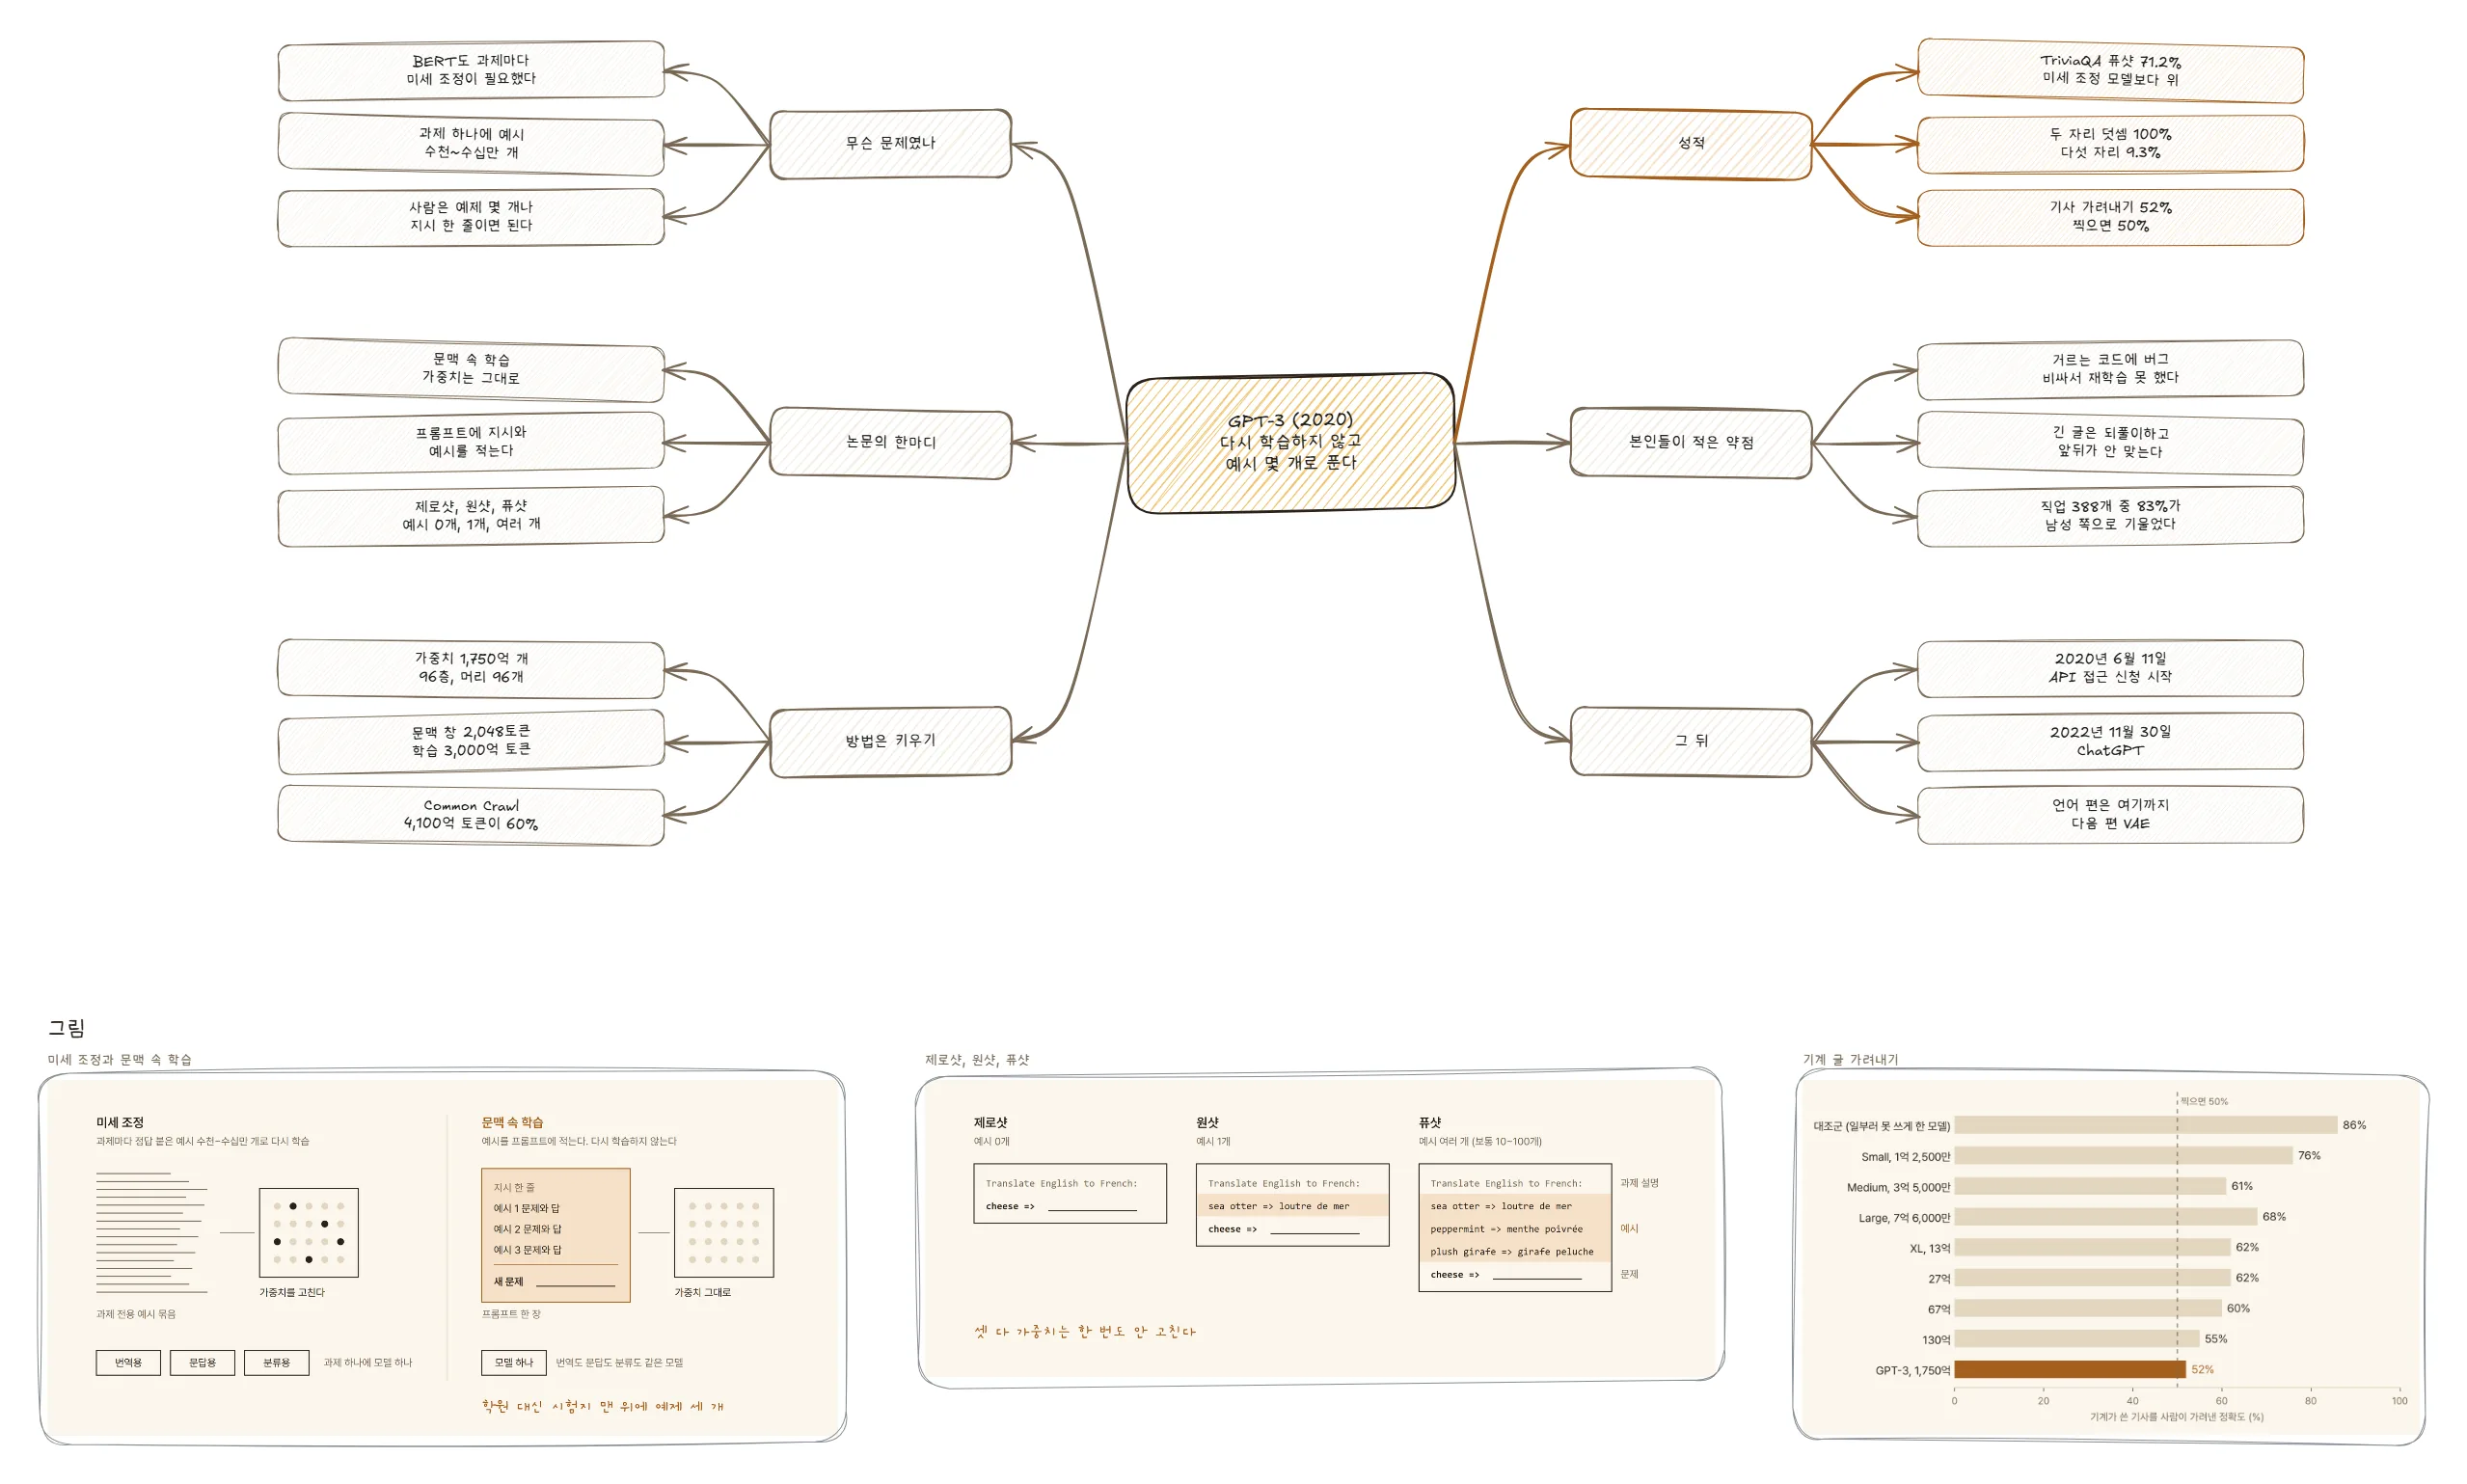 BERT도 과제마다
미세 조정이 필요했다
과제 하나에 예시
수천~수십만 개
사람은 예제 몇 개나
지시 한 줄이면 된다
무슨 문제였나
문맥 속 학습
가중치는 그대로
프롬프트에 지시와
예시를 적는다
제로샷, 원샷, 퓨샷
예시 0개, 1개, 여러 개
논문의 한마디
가중치 1,750억 개
96층, 머리 96개
문맥 창 2,048토큰
학습 3,000억 토큰
Common Crawl
4,100억 토큰이 60%
방법은 키우기
GPT-3 (2020)
다시 학습하지 않고
예시 몇 개로 푼다
성적
TriviaQA 퓨샷 71.2%
미세 조정 모델보다 위
두 자리 덧셈 100%
다섯 자리 9.3%
기사 가려내기 52%
찍으면 50%
본인들이 적은 약점
거르는 코드에 버그
비싸서 재학습 못 했다
긴 글은 되풀이하고
앞뒤가 안 맞는다
직업 388개 중 83%가
남성 쪽으로 기울었다
그 뒤
2020년 6월 11일
API 접근 신청 시작
2022년 11월 30일
ChatGPT
언어 편은 여기까지
다음 편 VAE
그림
미세 조정과 문맥 속 학습
미세 조정
과제마다 정답 붙은 예시 수천~수십만 개로 다시 학습
가중치를 고친다
과제 전용 예시 묶음
번역용
문답용
분류용
과제 하나에 모델 하나
문맥 속 학습
예시를 프롬프트에 적는다. 다시 학습하지 않는다
지시 한 줄
예시 1 문제와 답
예시 2 문제와 답
예시 3 문제와 답
새 문제
가중치 그대로
프롬프트 한 장
모델 하나
번역도 문답도 분류도 같은 모델
학원 대신 시험지 맨 위에 예제 세 개
제로샷, 원샷, 퓨샷
제로샷
예시 0개
Translate English to French:
cheese =>
원샷
예시 1개
Translate English to French:
sea otter => loutre de mer
cheese =>
퓨샷
예시 여러 개 (보통 10~100개)
Translate English to French:
sea otter => loutre de mer
peppermint => menthe poivrée
plush girafe => girafe peluche
cheese =>
과제 설명
예시
문제
셋 다 가중치는 한 번도 안 고친다
기계 글 가려내기
찍으면 50%
대조군 (일부러 못 쓰게 한 모델) 86%
Small, 1억 2,500만 76%
Medium, 3억 5,000만 61%
Large, 7억 6,000만 68%
XL, 13억 62%
27억 62%
67억 60%
130억 55%
GPT-3, 1,750억 52%
0 20 40 60 80 100
기계가 쓴 기사를 사람이 가려낸 정확도 (%)